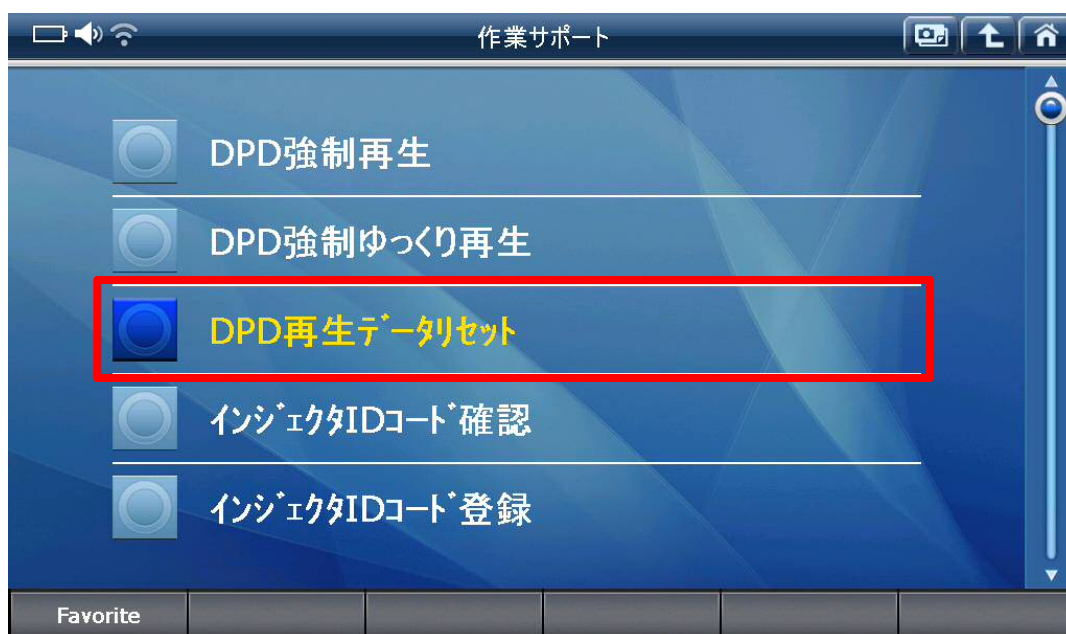 作業サポート
DPD強制再生
DPD強制ゆっくり再生
DPD再生ﾃﾞｰﾀﾘｾｯﾄ
ｲﾝｼﾞｪｸﾀIDｺｰﾄﾞ確認
ｲﾝｼﾞｪｸﾀIDｺｰﾄﾞ登録
Favorite